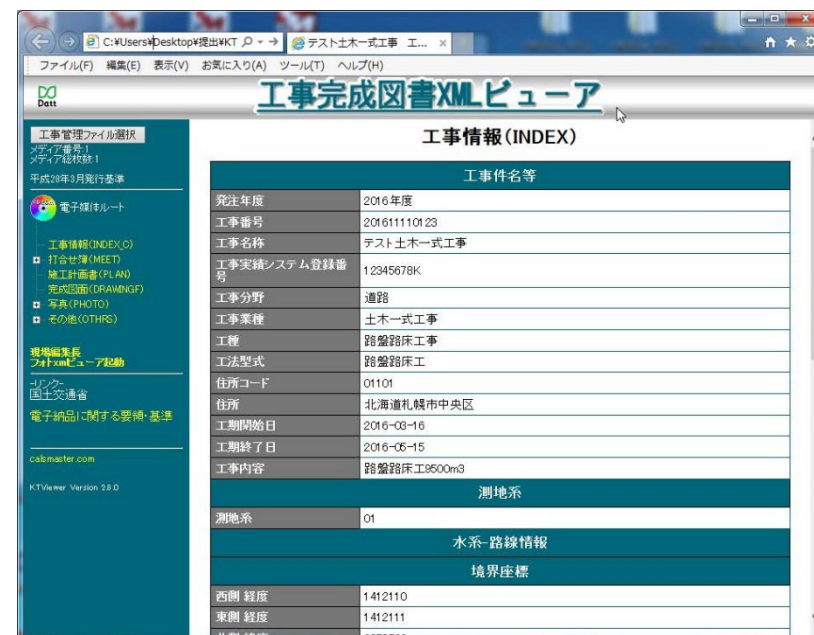 C:¥Users¥Desktop¥提出¥KT
テスト土木一式工事 工... ×
ファイル(F) 編集(E) 表示(V) お気に入り(A) ツール(T) ヘルプ(H)
Datt
工事完成図書XMLビューア
工事管理ファイル選択
メディア番号:1
メディア総枚数:1
平成28年3月発行基準
電子媒体ルート
工事情報(INDEX_C)
打合せ簿(MEET)
施工計画書(PLAN)
完成図面(DRAWINGF)
写真(PHOTO)
その他(OTHRS)
現場編集長
フォトxmlビューア起動
-リンク-
国土交通省
電子納品に関する要領・基準
calsmaster.com
KTViewer Version 2.8.0
工事情報(INDEX)
工事件名等
発注年度 2016年度
工事番号 201611110123
工事名称 テスト土木一式工事
工事実績システム登録番号 12345678K
工事分野 道路
工事業種 土木一式工事
工種 路盤路床工事
工法型式 路盤路床工
住所コード 01101
住所 北海道札幌市中央区
工期開始日 2016-03-16
工期終了日 2016-05-15
工事内容 路盤路床工9500m3
測地系
測地系 01
水系-路線情報
境界座標
西側 経度 1412110
東側 経度 1412111